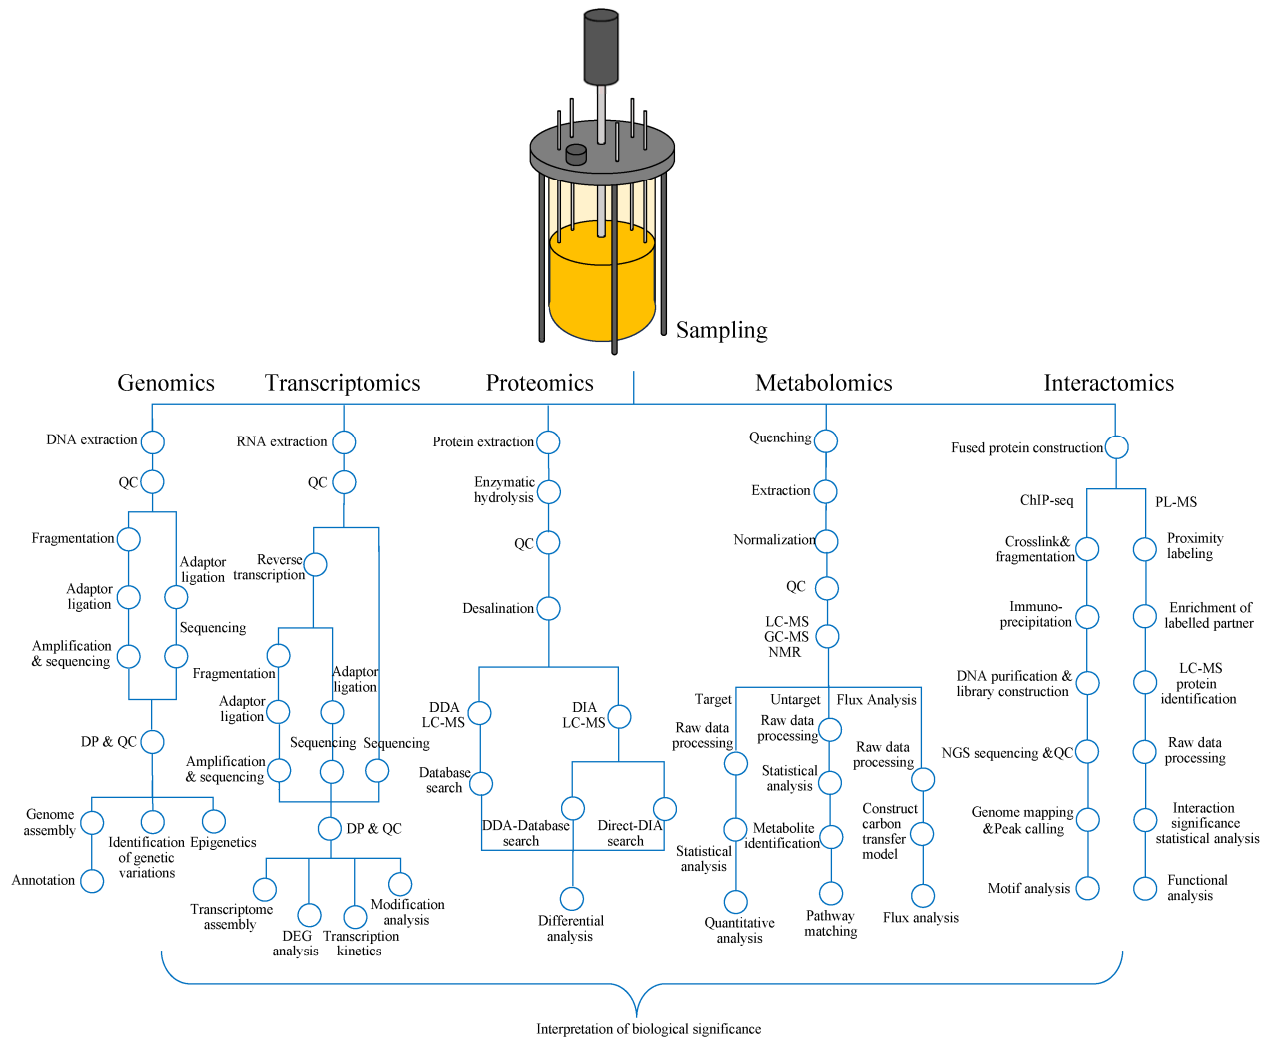 Sampling
Genomics
Transcriptomics
Proteomics
Metabolomics
Interactomics
DNA extraction
QC
Fragmentation
Adaptor
ligation
Amplification
& sequencing
Adaptor
ligation
Sequencing
DP & QC
Genome
assembly
Annotation
Identification
of genetic
variations
Epigenetics
RNA extraction
QC
Reverse
transcription
Fragmentation
Adaptor
ligation
Amplification
& sequencing
Adaptor
ligation
Sequencing
Sequencing
DP & QC
Transcriptome
assembly
DEG
analysis
Transcription
kinetics
Modification
analysis
Protein extraction
Enzymatic
hydrolysis
QC
Desalination
DDA
LC-MS
Database
search
DIA
LC-MS
DDA-Database
search
Direct-DIA
search
Differential
analysis
Quenching
Extraction
Normalization
QC
LC-MS
GC-MS
NMR
Target
Raw data
processing
Statistical
analysis
Quantitative
analysis
Untarget
Raw data
processing
Statistical
analysis
Metabolite
identification
Pathway
matching
Flux Analysis
Raw data
processing
Construct
carbon
transfer
model
Flux analysis
Fused protein construction
ChIP-seq
Crosslink&
fragmentation
Immuno-
precipitation
DNA purification &
library construction
NGS sequencing &QC
Genome mapping
&Peak calling
Motif analysis
PL-MS
Proximity
labeling
Enrichment of
labelled partner
LC-MS
protein
identification
Raw data
processing
Interaction
significance
statistical analysis
Functional
analysis
Interpretation of biological significance